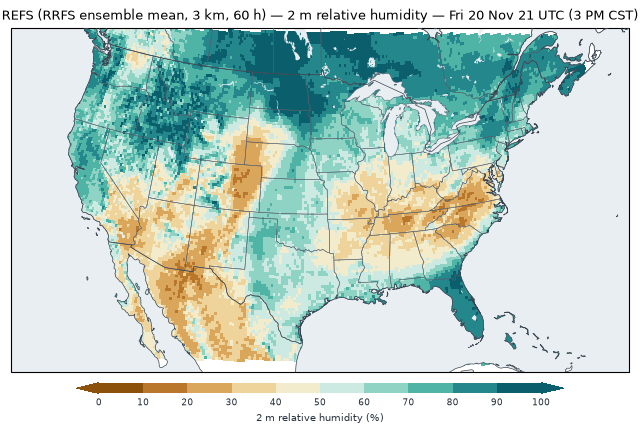 REFS (RRFS ensemble mean, 3 km, 60 h) — 2 m relative humidity — Fri 20 Nov 21 UTC (3 PM CST)
0 10 20 30 40 50 60 70 80 90 100
2 m relative humidity (%)